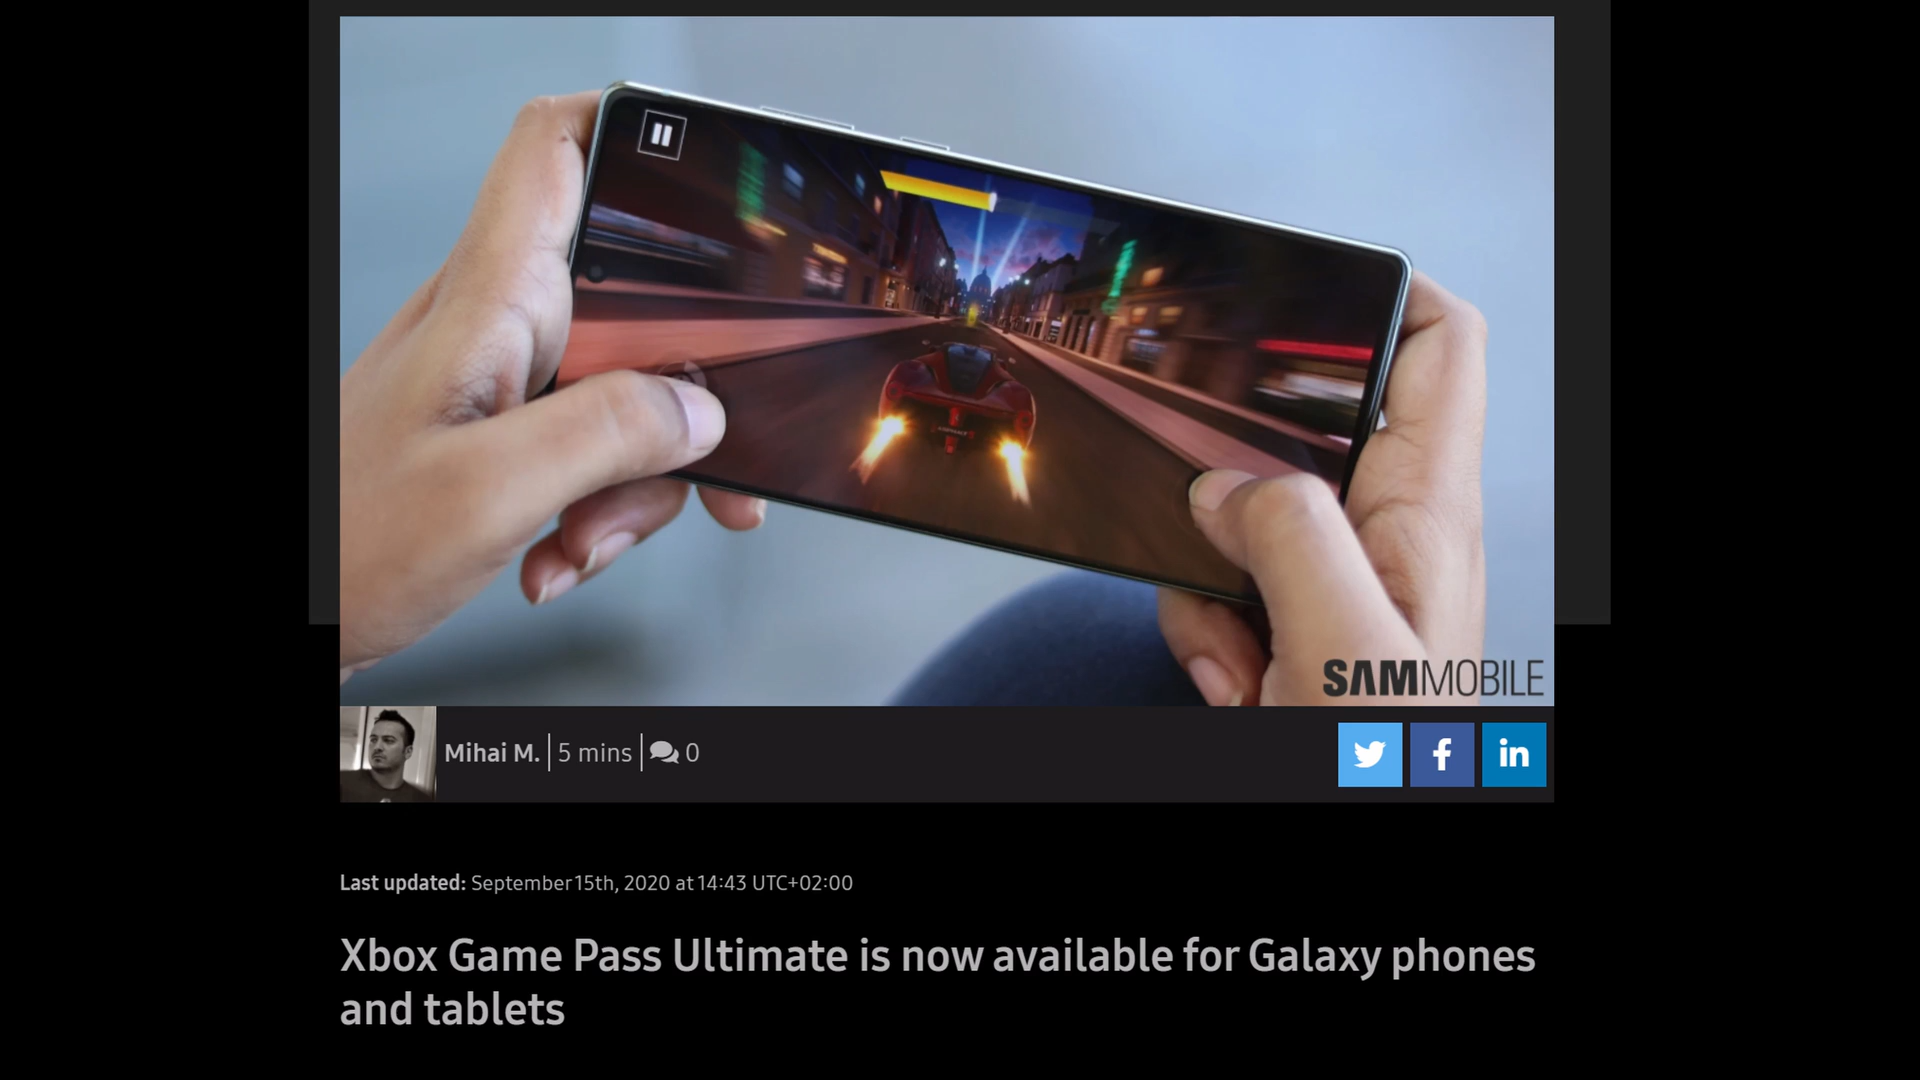 SAMMOBILE
Mihai M. 5 mins 0
Last updated: September 15th, 2020 at 14:43 UTC+02:00
Xbox Game Pass Ultimate is now available for Galaxy phones
and tablets